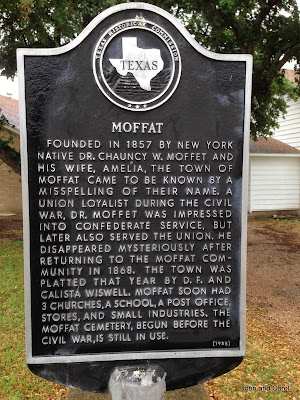 TEXAS HISTORICAL COMMISSION
TEXAS
MOFFAT
FOUNDED IN 1857 BY NEW YORK
NATIVE DR. CHAUNCY W. MOFFET AND
HIS WIFE, AMELIA, THE TOWN OF
MOFFAT CAME TO BE KNOWN BY A
MISSPELLING OF THEIR NAME. A
UNION LOYALIST DURING THE CIVIL
WAR, DR. MOFFET WAS IMPRESSED
INTO CONFEDERATE SERVICE, BUT
LATER ALSO SERVED THE UNION. HE
DISAPPEARED MYSTERIOUSLY AFTER
RETURNING TO THE MOFFAT COM-
MUNITY IN 1868. THE TOWN WAS
PLATTED THAT YEAR BY D. F. AND
CALISTA WISWELL. MOFFAT SOON HAD
3 CHURCHES, A SCHOOL, A POST OFFICE,
STORES, AND SMALL INDUSTRIES. THE
MOFFAT CEMETERY, BEGUN BEFORE THE
CIVIL WAR, IS STILL IN USE.
(1988)